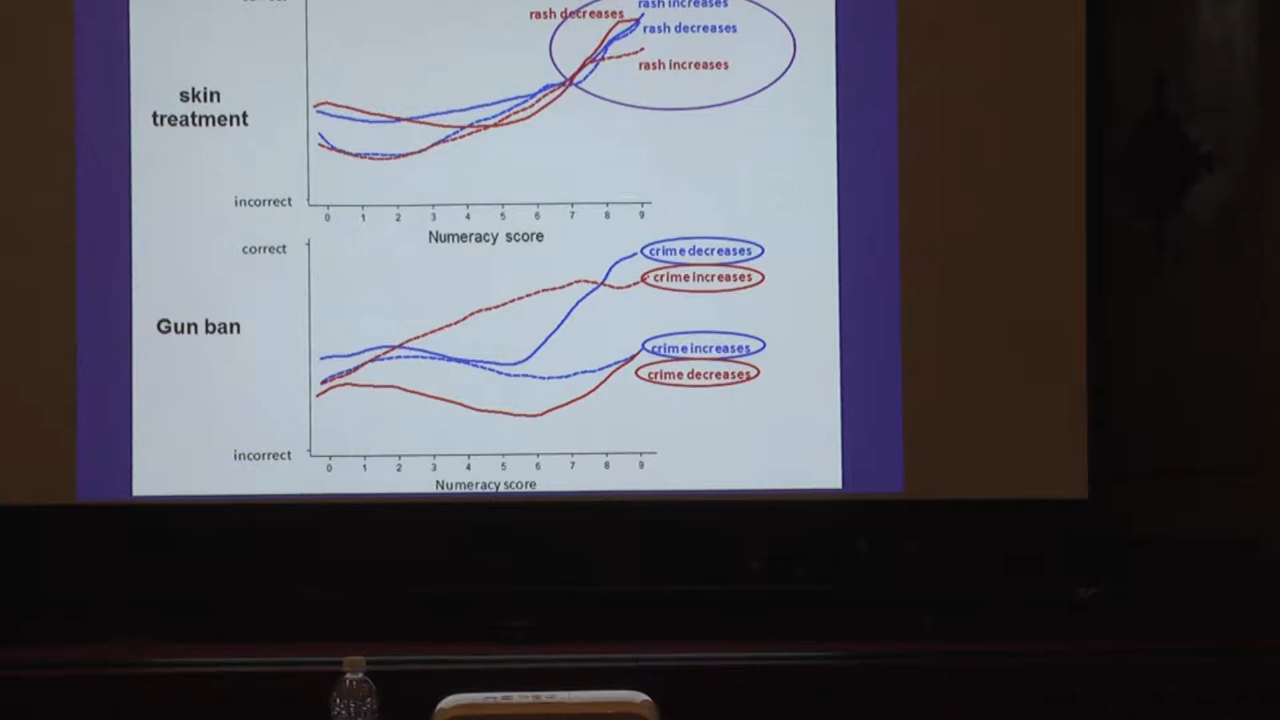 rash increases
rash decreases
rash decreases
rash increases
skin
treatment
incorrect
0 1 2 3 4 5 6 7 8 9
Numeracy score
correct
crime decreases
crime increases
Gun ban
crime increases
crime decreases
incorrect
0 1 2 3 4 5 6 7 8 9
Numeracy score